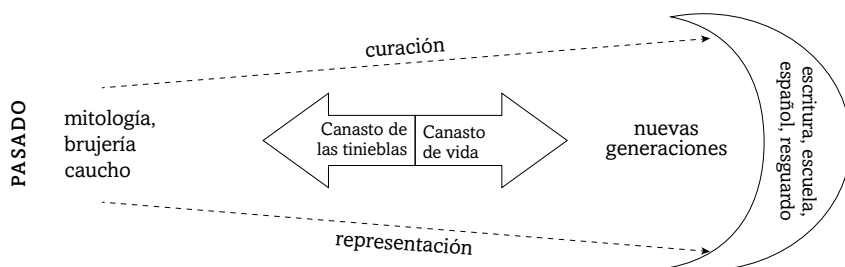 curación
PASADO
mitología,
brujería
caucho
Canasto de
las tinieblas
Canasto
de vida
nuevas
generaciones
escritura, escuela,
español, resguardo
representación